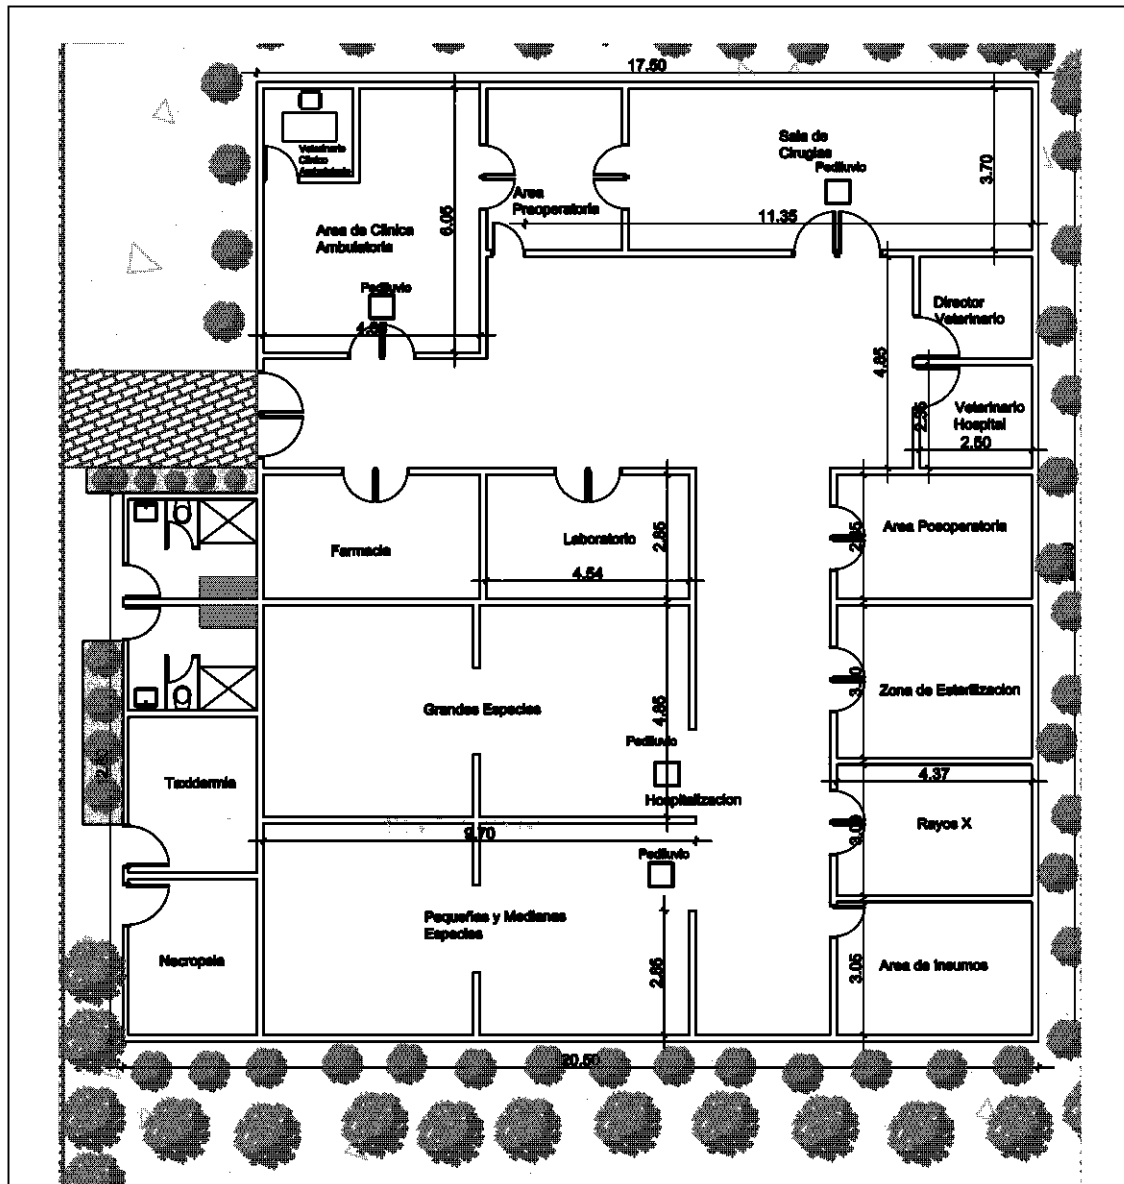 17.50
Veterinario
Clinico
Ambulatorio
Sala de
Cirugias
Pediluvio
3.70
Area
Preoperatoria
11.35
6.05
Area de Clinica
Ambulatoria
Pediluvio
Director
Veterinario
4.85
Veterinario
Hospital
2.50
Farmacia
Laboratorio
2.85
4.54
Area Posoperatoria
Zona de Esterilizacion
Grandes Especies
4.85
Pediluvio
Hospitalizacion
Taxidermia
4.37
Rayos X
9.70
Pediluvio
Pequeñas y Medianas
Especies
Necropsia
2.85
3.05
Area de Insumos
20.50